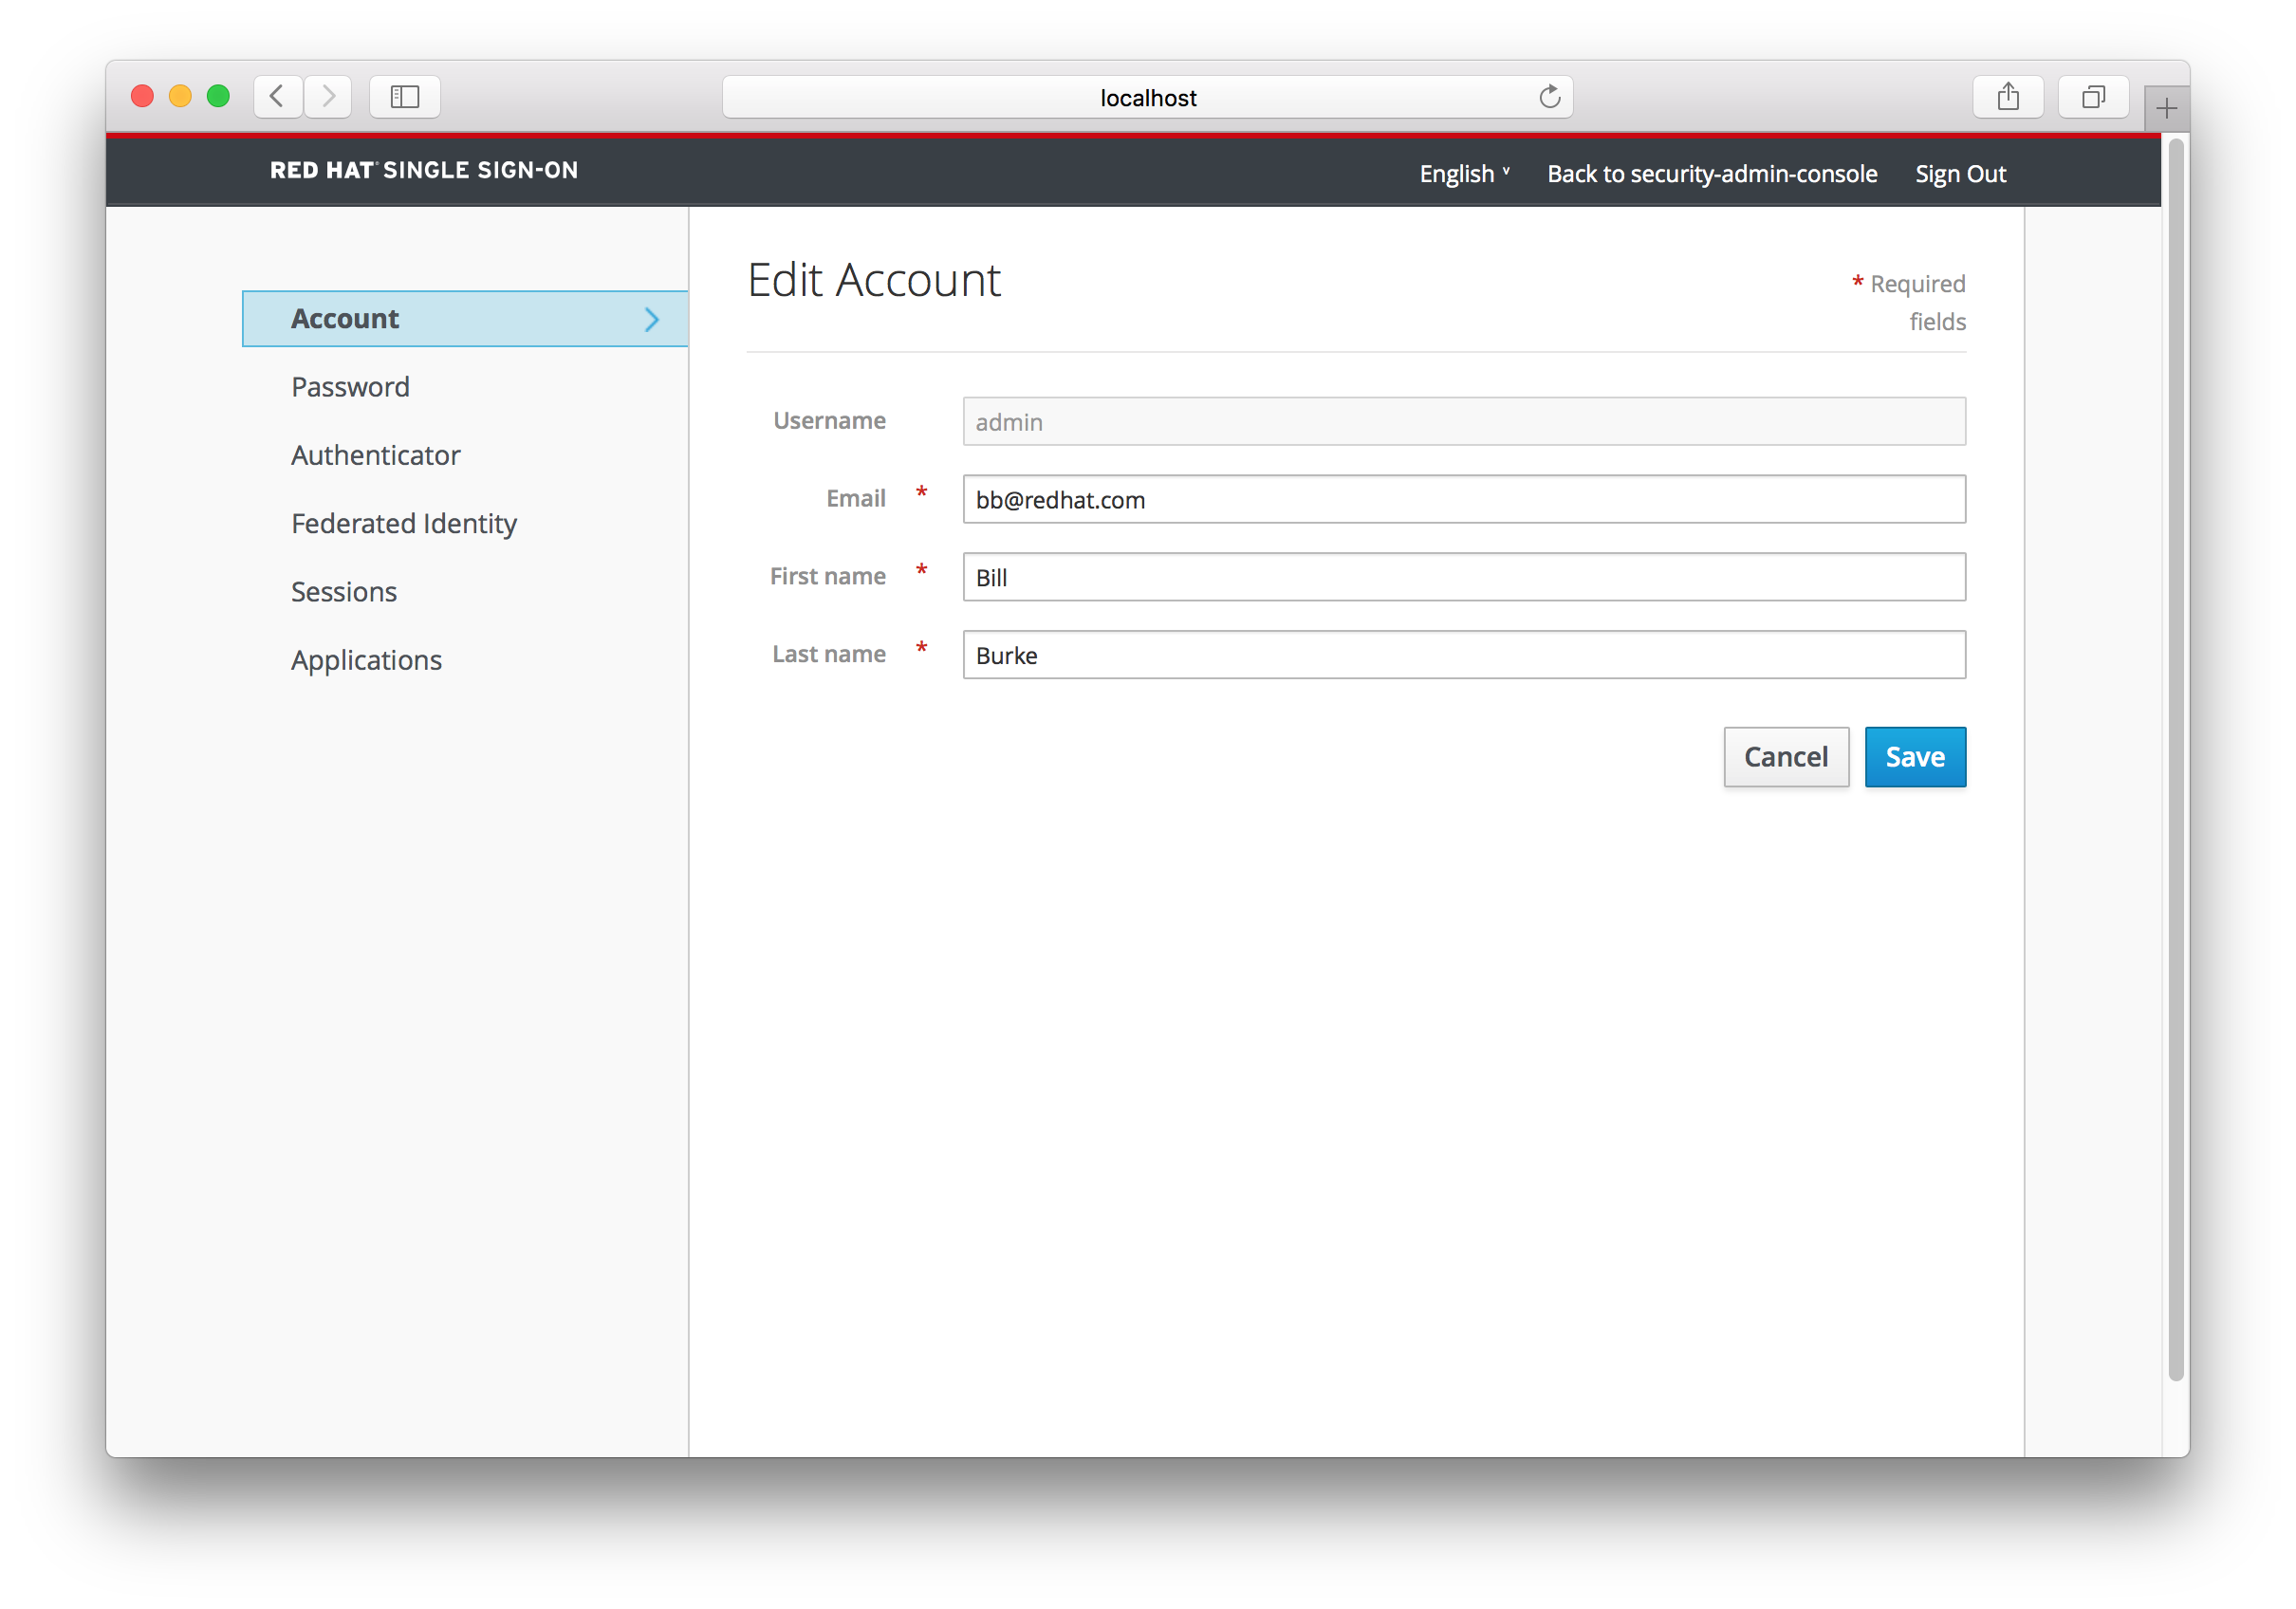 localhost
RED HAT® SINGLE SIGN-ON
English
Back to security-admin-console
Sign Out
Account
Password
Authenticator
Federated Identity
Sessions
Applications
Edit Account
* Required
fields
Username
admin
Email *
bb@redhat.com
First name *
Bill
Last name *
Burke
Cancel
Save